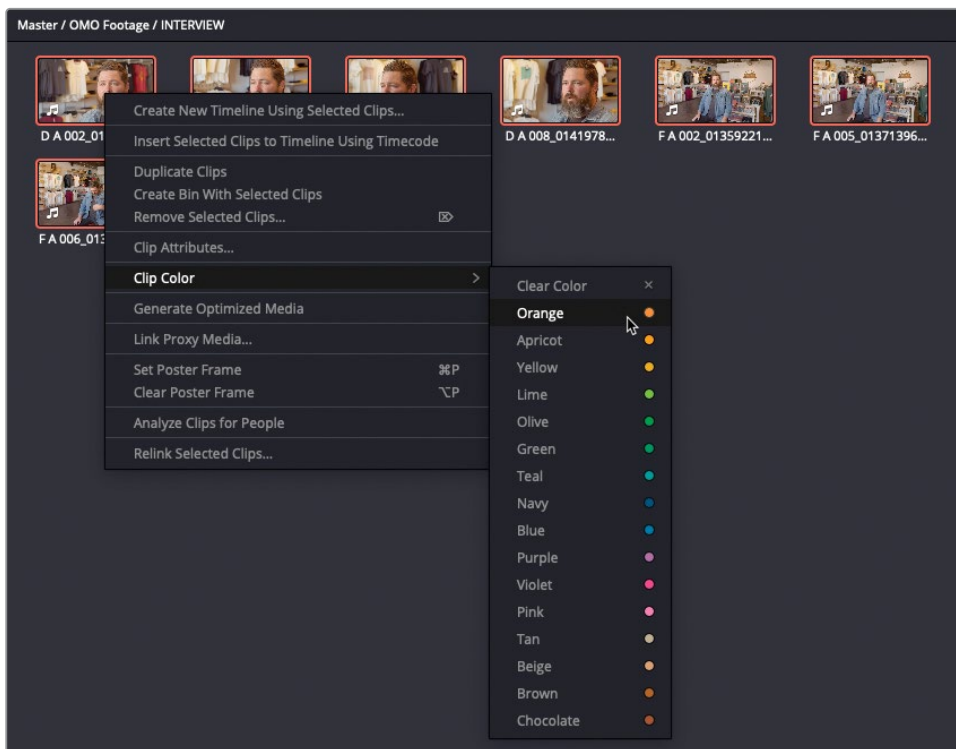 Master / OMO Footage / INTERVIEW
D A 002_01
D A 008_0141978...
F A 002_01359221...
F A 005_01371396...
F A 006_013
Create New Timeline Using Selected Clips...
Insert Selected Clips to Timeline Using Timecode
Duplicate Clips
Create Bin With Selected Clips
Remove Selected Clips...
Clip Attributes...
Clip Color >
Generate Optimized Media
Link Proxy Media...
Set Poster Frame ⌘P
Clear Poster Frame ⌥P
Analyze Clips for People
Relink Selected Clips...
Clear Color ×
Orange
Apricot
Yellow
Lime
Olive
Green
Teal
Navy
Blue
Purple
Violet
Pink
Tan
Beige
Brown
Chocolate